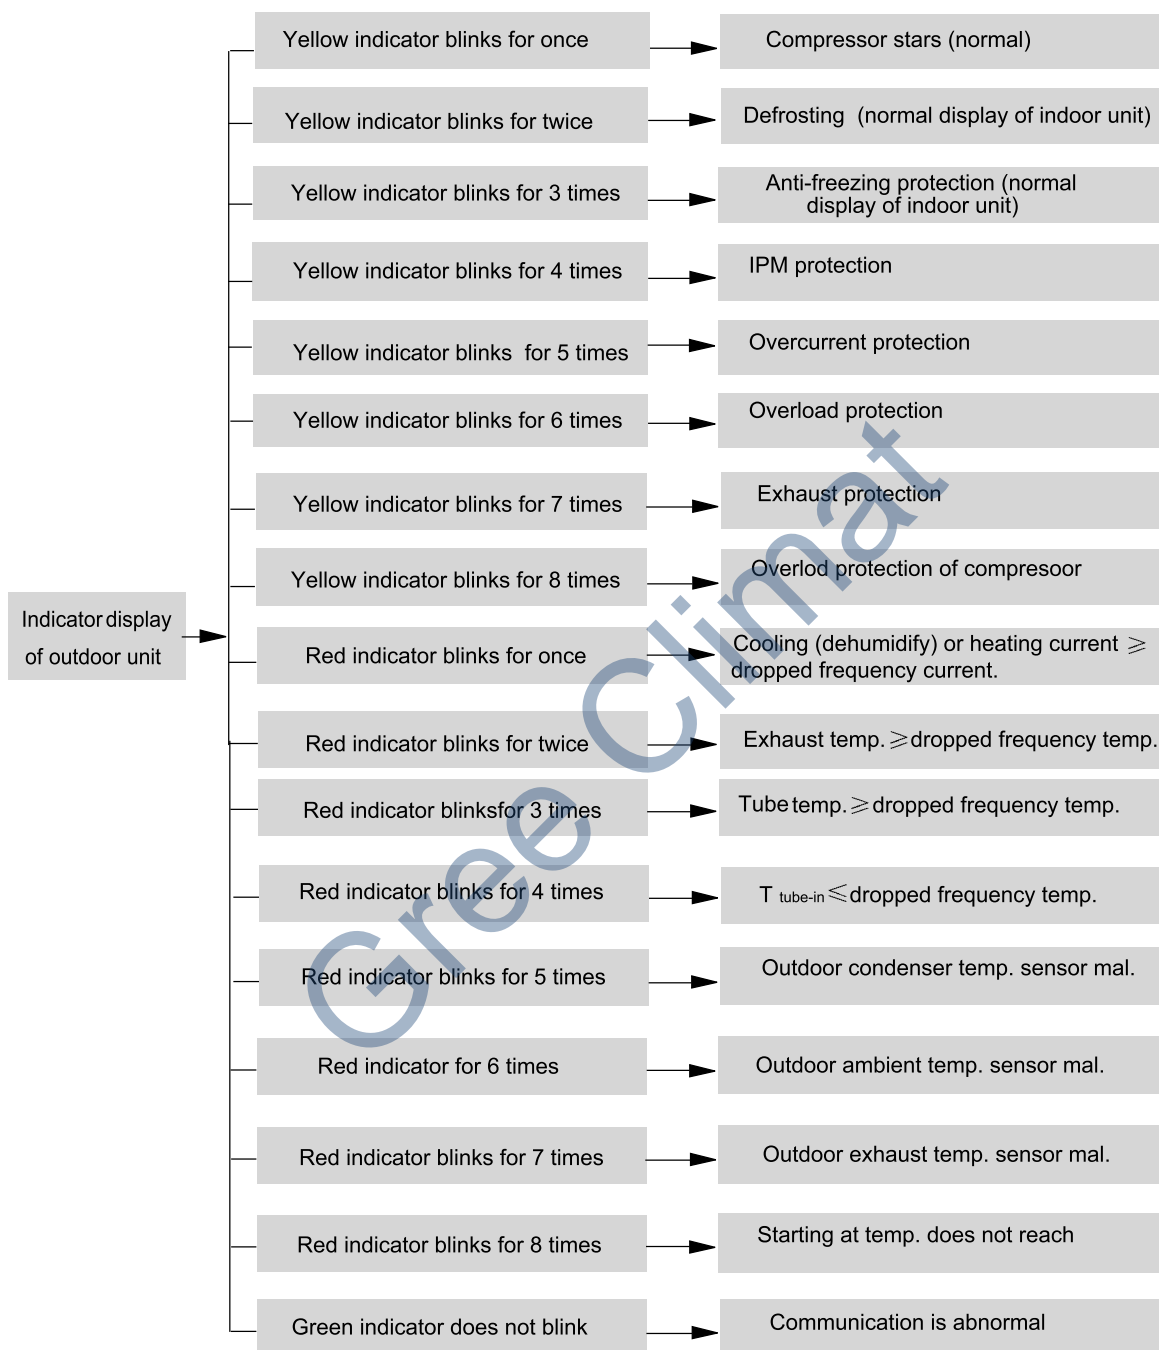 Yellow indicator blinks for once
Compressor stars (normal)
Yellow indicator blinks for twice
Defrosting (normal display of indoor unit)
Yellow indicator blinks for 3 times
Anti-freezing protection (normal
display of indoor unit)
Yellow indicator blinks for 4 times
IPM protection
Yellow indicator blinks for 5 times
Overcurrent protection
Yellow indicator blinks for 6 times
Overload protection
Yellow indicator blinks for 7 times
Exhaust protection
Yellow indicator blinks for 8 times
Overlod protection of compresoor
Indicator display
of outdoor unit
Red indicator blinks for once
Cooling (dehumidify) or heating current ≥
dropped frequency current.
Red indicator blinks for twice
Exhaust temp. ≥dropped frequency temp.
Red indicator blinksfor 3 times
Tube temp. ≥dropped frequency temp.
Red indicator blinks for 4 times
T tube-in ≤dropped frequency temp.
Red indicator blinks for 5 times
Outdoor condenser temp. sensor mal.
Red indicator for 6 times
Outdoor ambient temp. sensor mal.
Red indicator blinks for 7 times
Outdoor exhaust temp. sensor mal.
Red indicator blinks for 8 times
Starting at temp. does not reach
Green indicator does not blink
Communication is abnormal
Gree Climat